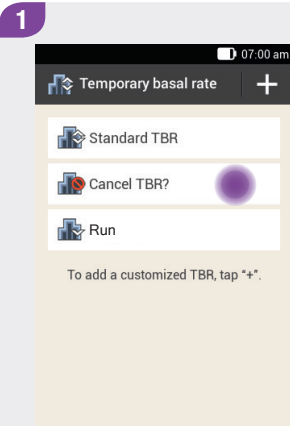 1
07:00 am
Temporary basal rate +
Standard TBR
Cancel TBR?
Run
To add a customized TBR, tap “+”.